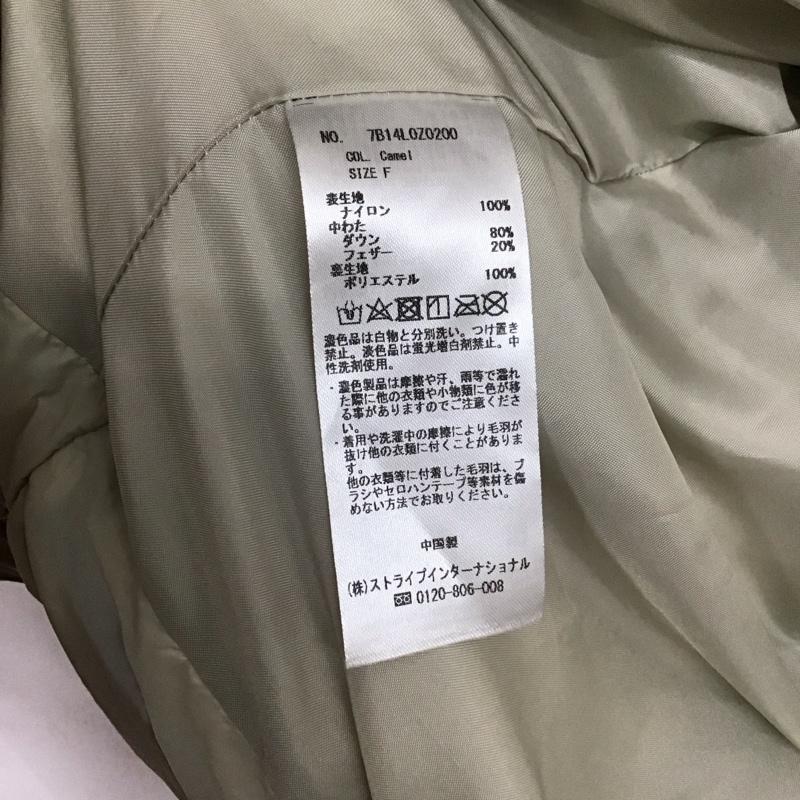 NO. 7B14L0Z0200
COL. Camel
SIZE F
表生地
ナイロン 100%
中わた
ダウン 80%
フェザー 20%
裏生地
ポリエステル 100%
濃色品は白物と分別洗い。つけ置き
禁止。淡色品は蛍光増白剤禁止。中
性洗剤使用。
・濃色製品は摩擦や汗、雨等で濡れ
た際に他の衣類や小物類に色が移
る事がありますのでご注意くださ
い。
・着用や洗濯中の摩擦により毛羽が
抜け他の衣類に付くことがありま
す。
他の衣類等に付着した毛羽は、ブ
ラシやセロハンテープ等素材を傷
めない方法でお取りください。
中国製
(株)ストライプインターナショナル
0120-806-008